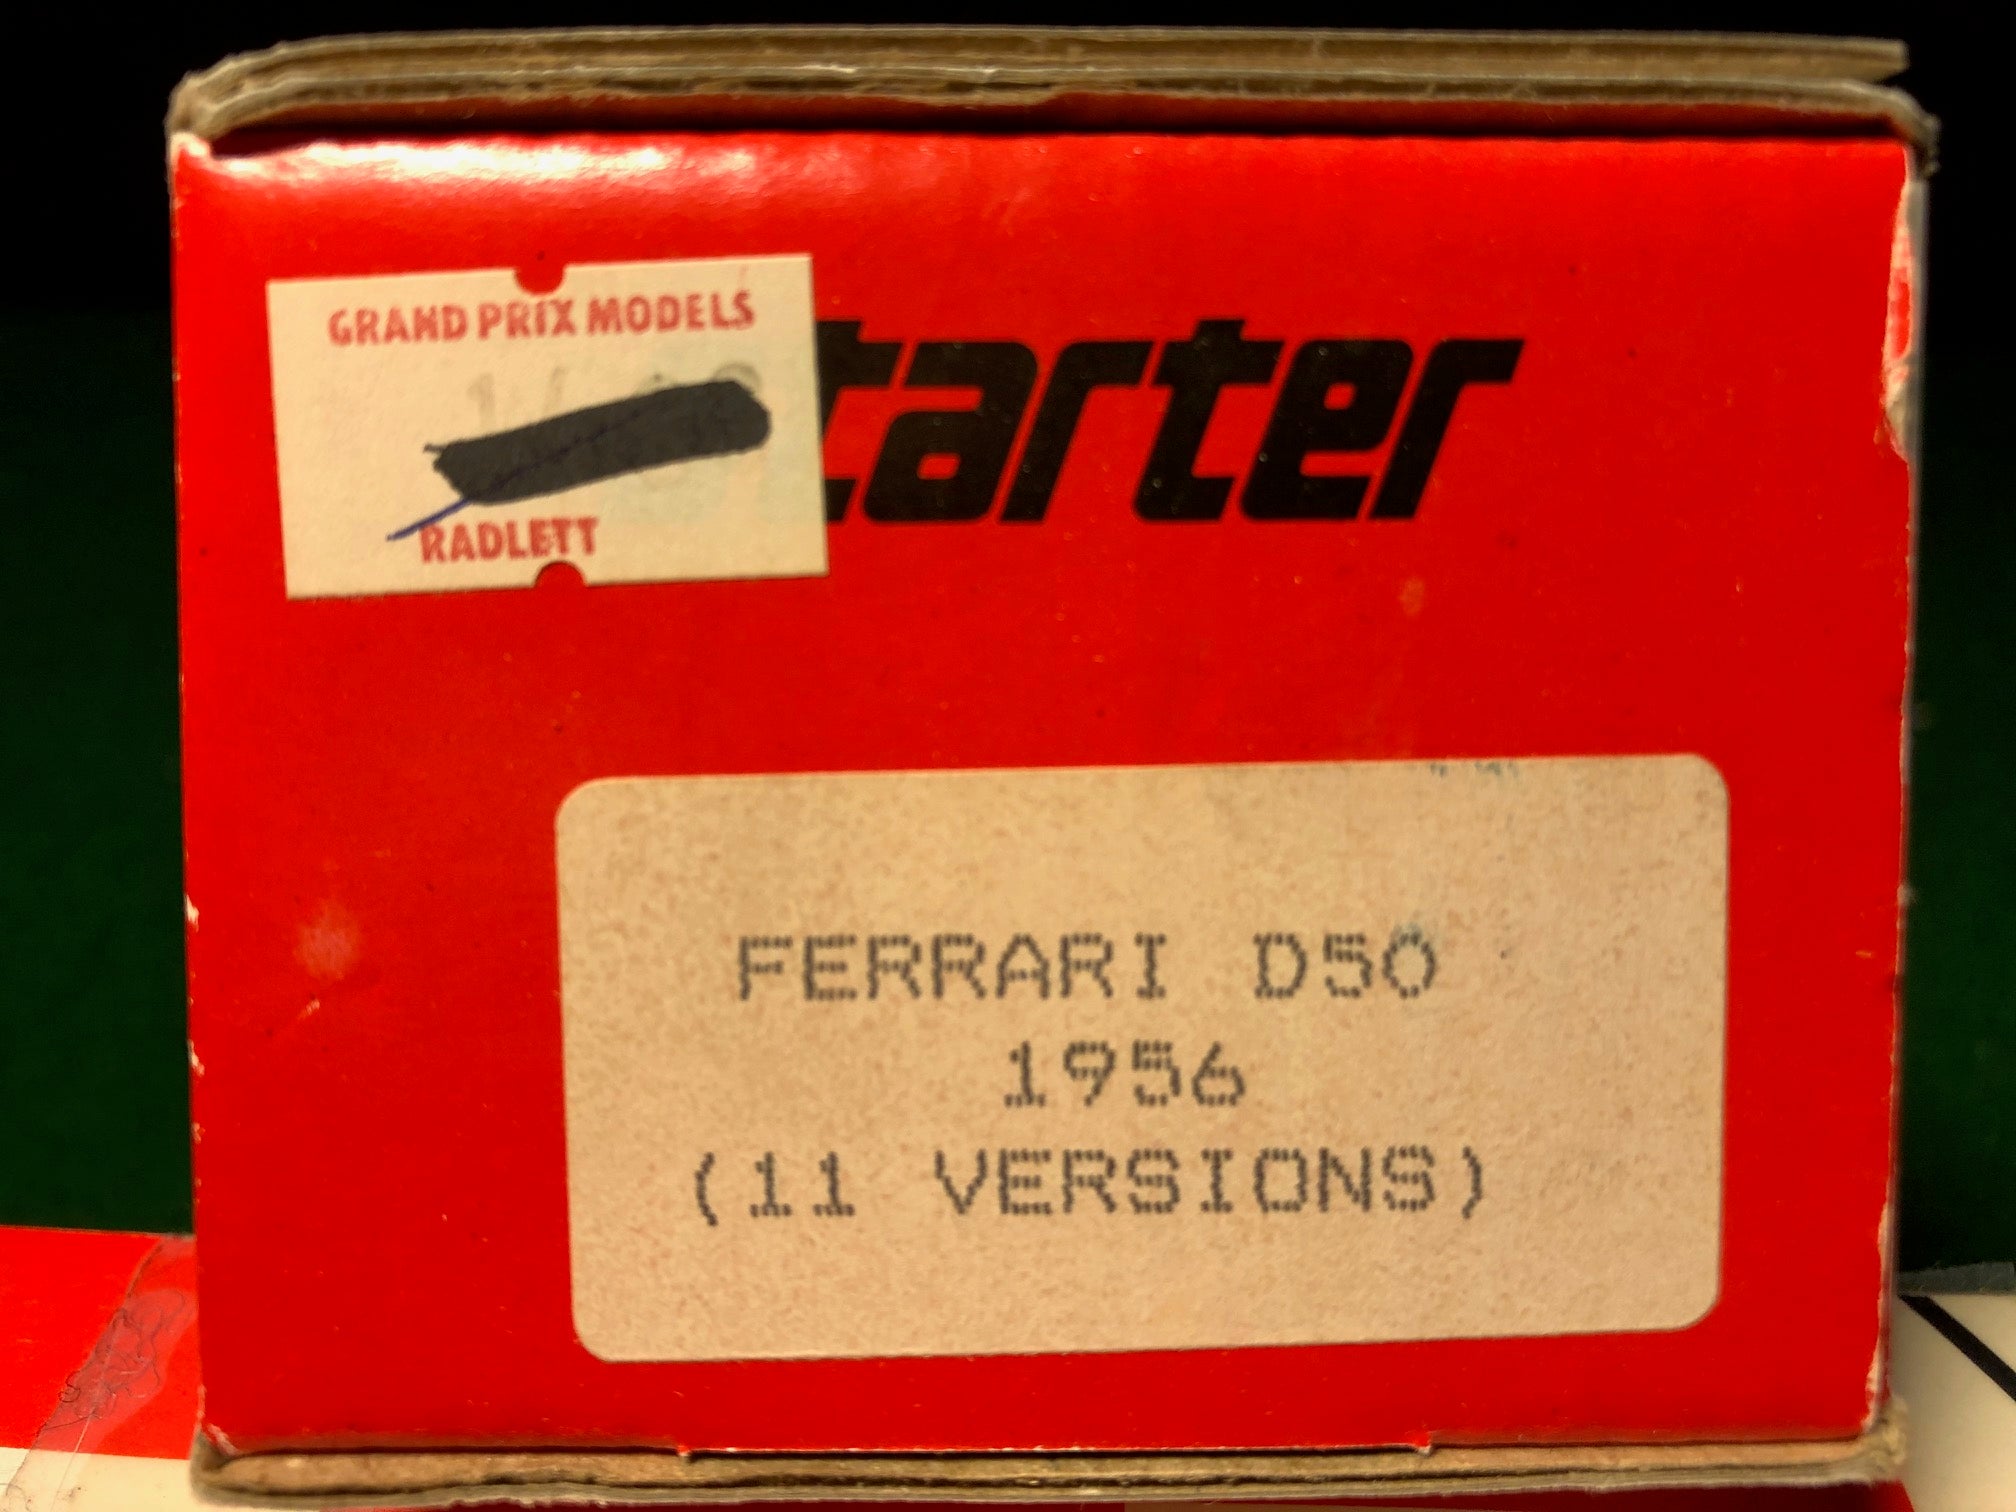 GRAND PRIX MODELS
RADLETT
tarter
FERRARI D50
1956
(11 VERSIONS)